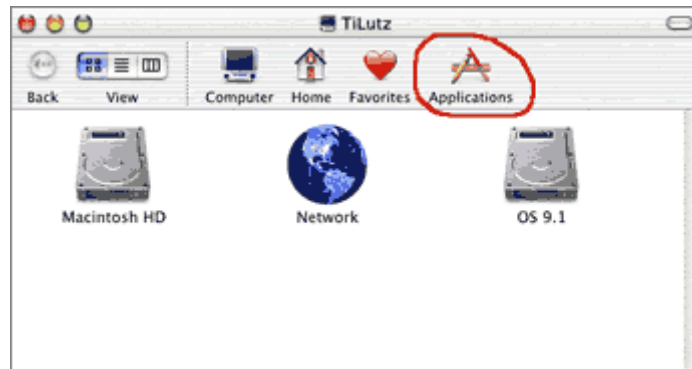 TiLutz
Back View Computer Home Favorites Applications
Macintosh HD Network OS 9.1